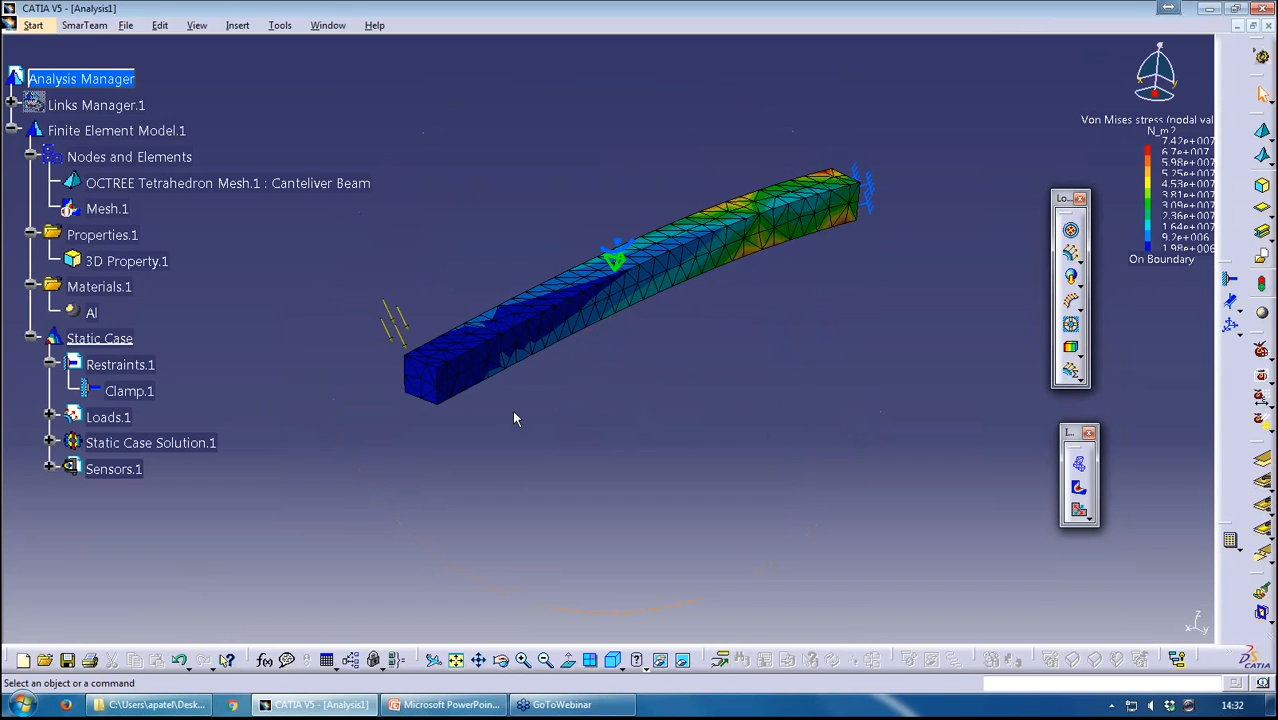 CATIA V5 - [Analysis1]
Start SmarTeam File Edit View Insert Tools Window Help
Analysis Manager
Links Manager.1
Finite Element Model.1
Nodes and Elements
OCTREE Tetrahedron Mesh.1 : Canteliver Beam
Mesh.1
Properties.1
3D Property.1
Materials.1
Al
Static Case
Restraints.1
Clamp.1
Loads.1
Static Case Solution.1
Sensors.1
Von Mises stress (nodal val
N_m2
7.42e+007
6.7e+007
5.98e+007
5.25e+007
4.53e+007
3.81e+007
3.09e+007
2.36e+007
1.64e+007
9.2e+006
1.98e+006
On Boundary
Lo...
I...
z
x y
CATIA
Select an object or a command
C:\Users\apatel\Desk...
CATIA V5 - [Analysis1]
Microsoft PowerPoin...
GoToWebinar
14:32